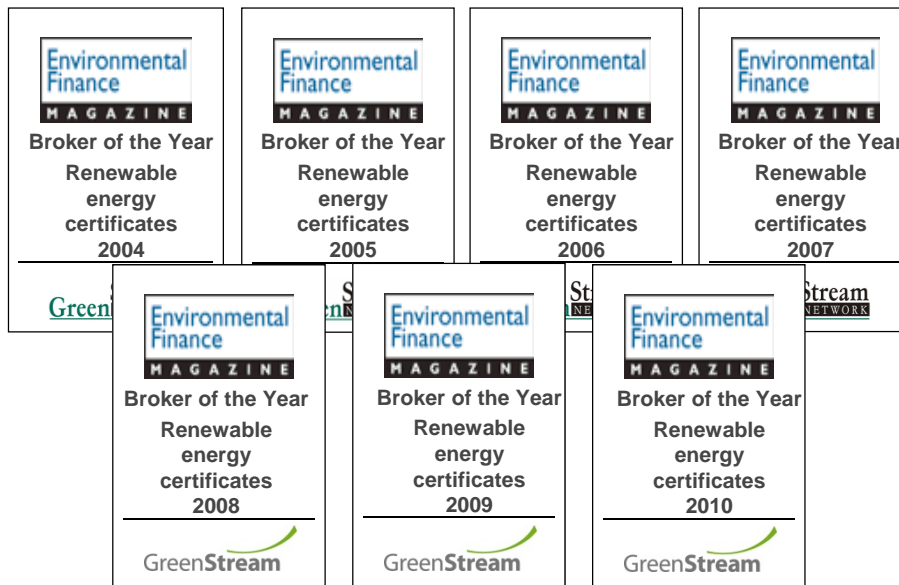 Environmental
Finance
MAGAZINE
Broker of the Year
Renewable
energy
certificates
2004
Green
Environmental
Finance
MAGAZINE
Broker of the Year
Renewable
energy
certificates
2005
Environmental
Finance
MAGAZINE
Broker of the Year
Renewable
energy
certificates
2006
Environmental
Finance
MAGAZINE
Broker of the Year
Renewable
energy
certificates
2007
Stream
NETWORK
Environmental
Finance
MAGAZINE
Broker of the Year
Renewable
energy
certificates
2008
GreenStream
Environmental
Finance
MAGAZINE
Broker of the Year
Renewable
energy
certificates
2009
GreenStream
Environmental
Finance
MAGAZINE
Broker of the Year
Renewable
energy
certificates
2010
GreenStream